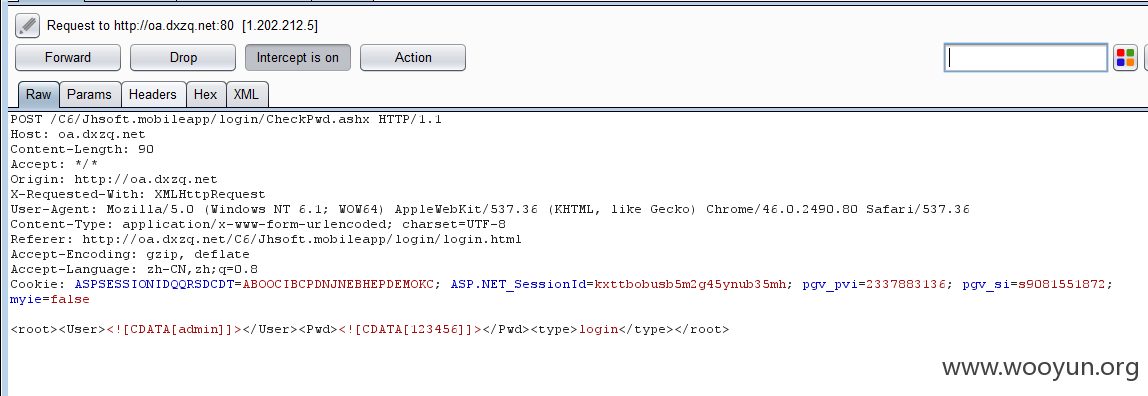 Request to http://oa.dxzq.net:80 [1.202.212.5]
Forward Drop Intercept is on Action
Raw Params Headers Hex XML
POST /C6/Jhsoft.mobileapp/login/CheckPwd.ashx HTTP/1.1
Host: oa.dxzq.net
Content-Length: 90
Accept: */*
Origin: http://oa.dxzq.net
X-Requested-With: XMLHttpRequest
User-Agent: Mozilla/5.0 (Windows NT 6.1; WOW64) AppleWebKit/537.36 (KHTML, like Gecko) Chrome/46.0.2490.80 Safari/537.36
Content-Type: application/x-www-form-urlencoded; charset=UTF-8
Referer: http://oa.dxzq.net/C6/Jhsoft.mobileapp/login/login.html
Accept-Encoding: gzip, deflate
Accept-Language: zh-CN,zh;q=0.8
Cookie: ASPSESSIONIDQQRSDCDT=ABOOCIBCPDNJNEBHEPDEMOKC; ASP.NET_SessionId=kxttbobusb5m2g45ynub35mh; pgv_pvi=2337883136; pgv_si=s9081551872;
myie=false
<root><User><![CDATA[admin]]></User><Pwd><![CDATA[123456]]></Pwd><type>login</type></root>
www.wooyun.org